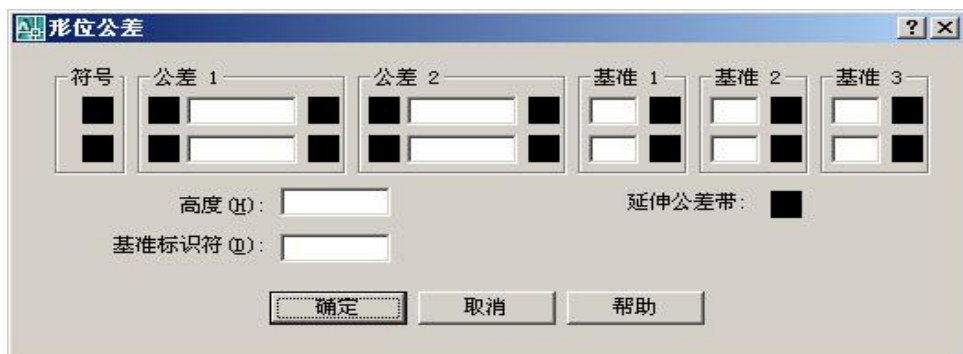 形位公差
符号 公差 1 公差 2 基准 1 基准 2 基准 3
高度(H): 延伸公差带:
基准标识符(D):
确定 取消 帮助